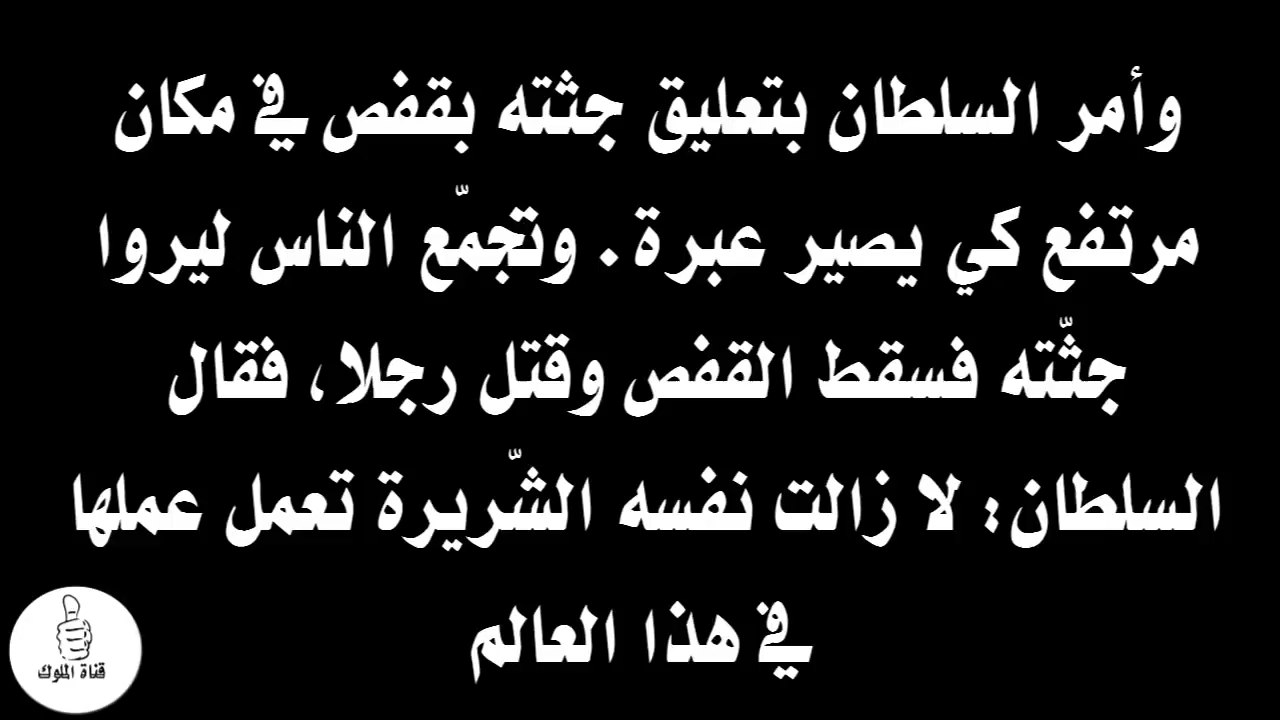 وأمر السلطان بتعليق جثته بقفص في مكان
مرتفع كي يصير عبرة. وتجمّع الناس ليروا
جثّته فسقط القفص وقتل رجلا، فقال
السلطان: لا زالت نفسه الشّريرة تعمل عملها
في هذا العالم
قناة الملوك